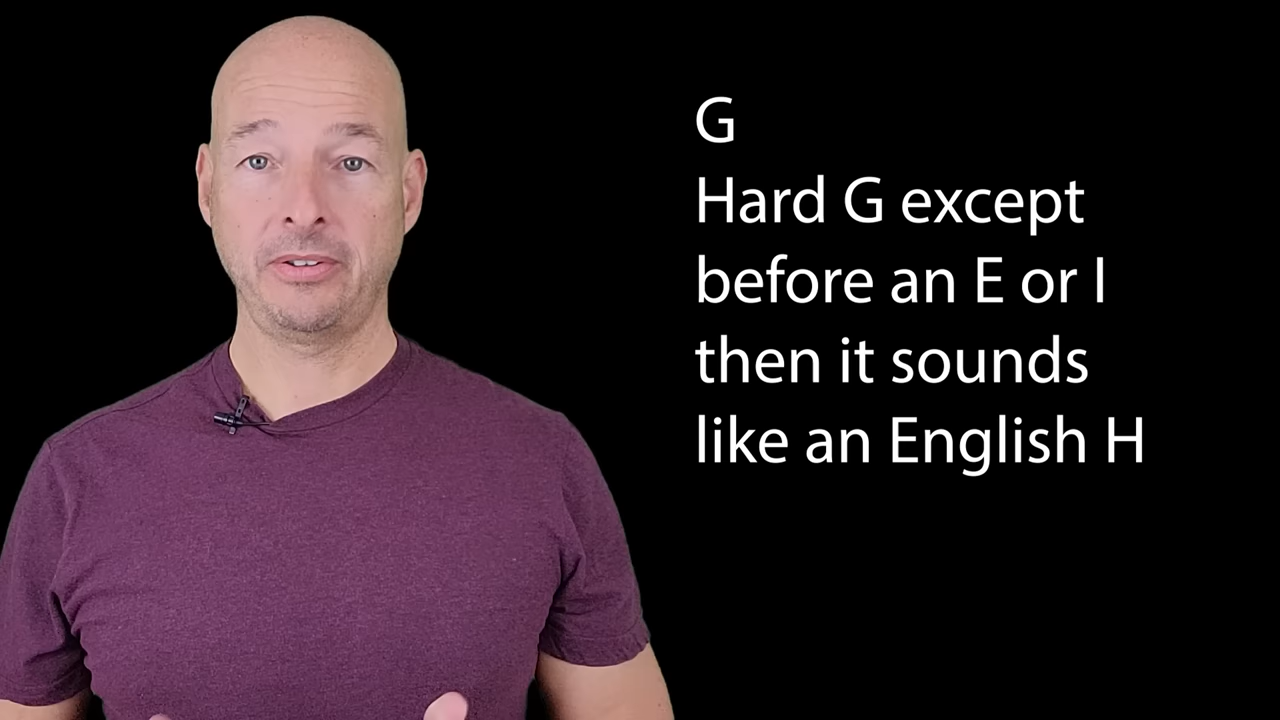 G
Hard G except
before an E or I
then it sounds
like an English H